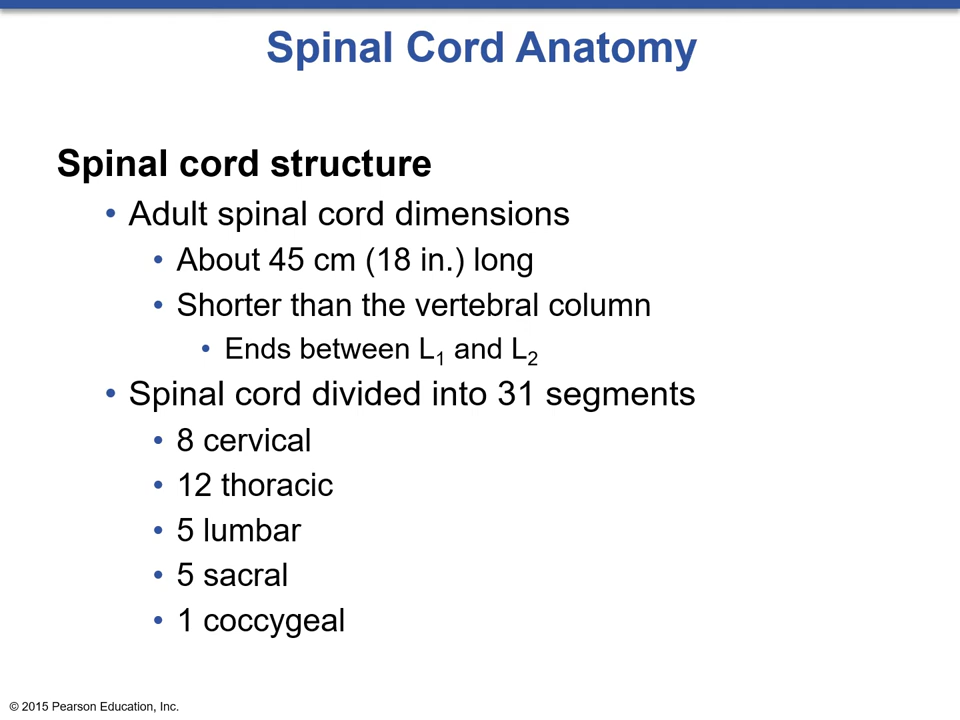 Spinal Cord Anatomy
Spinal cord structure
• Adult spinal cord dimensions
• About 45 cm (18 in.) long
• Shorter than the vertebral column
• Ends between L₁ and L₂
• Spinal cord divided into 31 segments
• 8 cervical
• 12 thoracic
• 5 lumbar
• 5 sacral
• 1 coccygeal
© 2015 Pearson Education, Inc.